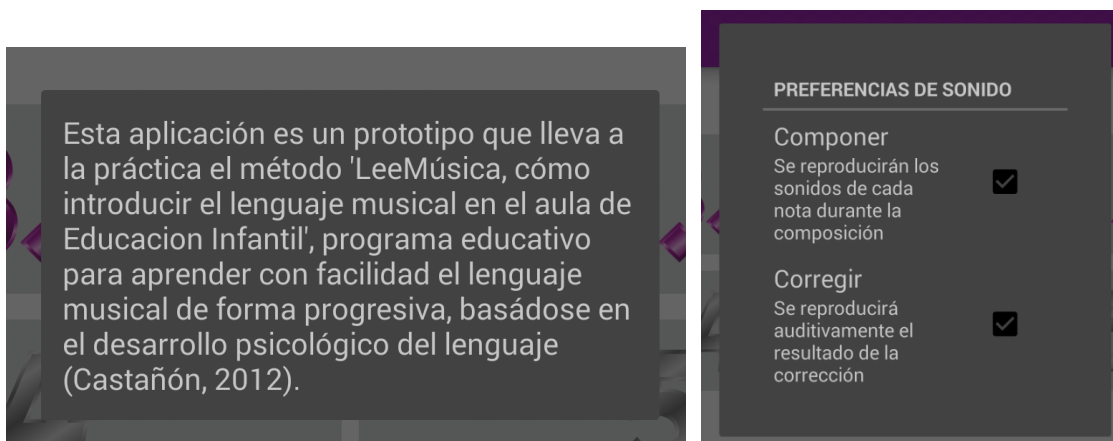 Esta aplicación es un prototipo que lleva a
la práctica el método 'LeeMúsica, cómo
introducir el lenguaje musical en el aula de
Educacion Infantil', programa educativo
para aprender con facilidad el lenguaje
musical de forma progresiva, basádose en
el desarrollo psicológico del lenguaje
(Castañón, 2012).
PREFERENCIAS DE SONIDO
Componer
Se reproducirán los
sonidos de cada
nota durante la
composición
Corregir
Se reproducirá
auditivamente el
resultado de la
corrección